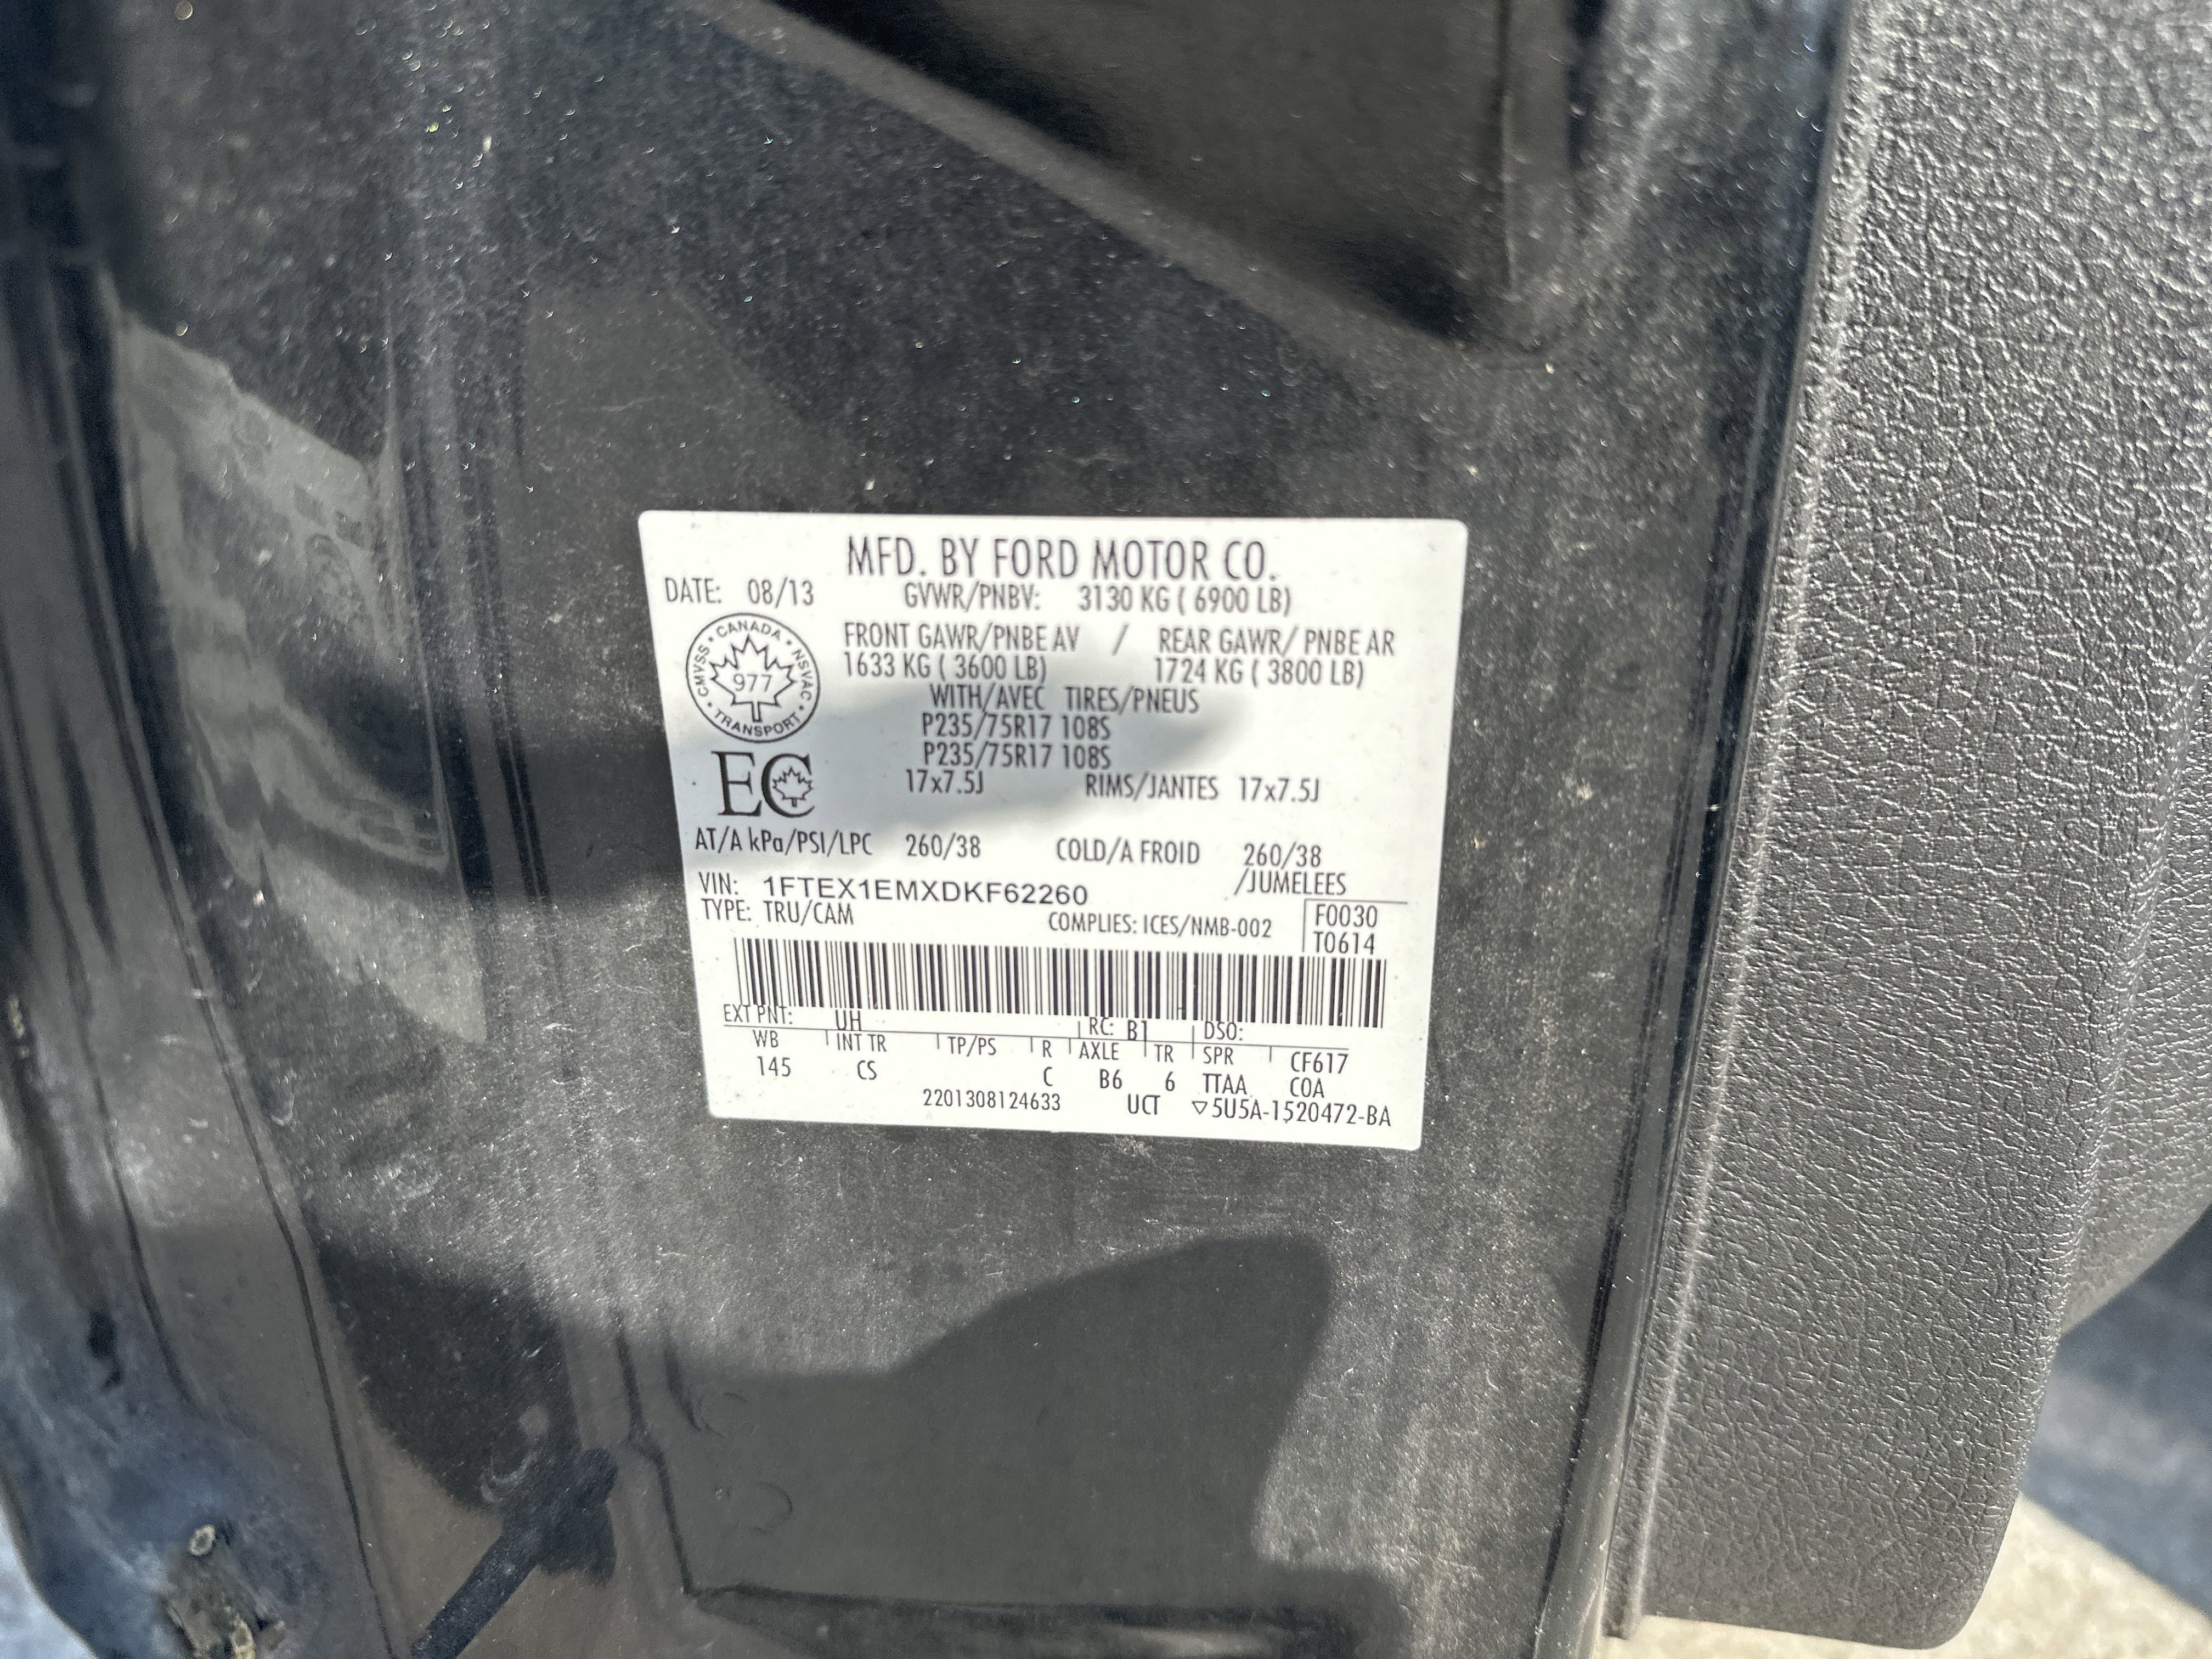 MFD. BY FORD MOTOR CO.
DATE: 08/13 GVWR/PNBV: 3130 KG ( 6900 LB)
FRONT GAWR/PNBE AV / REAR GAWR/ PNBE AR
1633 KG ( 3600 LB) 1724 KG ( 3800 LB)
WITH/AVEC TIRES/PNEUS
P235/75R17 108S
P235/75R17 108S
17x7.5J RIMS/JANTES 17x7.5J
CANADA • NSVAC • TRANSPORT • CMVSS •
977
EC
AT/A kPa/PSI/LPC 260/38 COLD/A FROID 260/38
/JUMELEES
VIN: 1FTEX1EMXDKF62260
TYPE: TRU/CAM COMPLIES: ICES/NMB-002
F0030
T0614
EXT PNT: UH RC: B1 DSO:
WB INT TR TP/PS R AXLE TR SPR CF617
145 CS C B6 6 TTAA COA
2201308124633 UCT ▽5U5A-1520472-BA